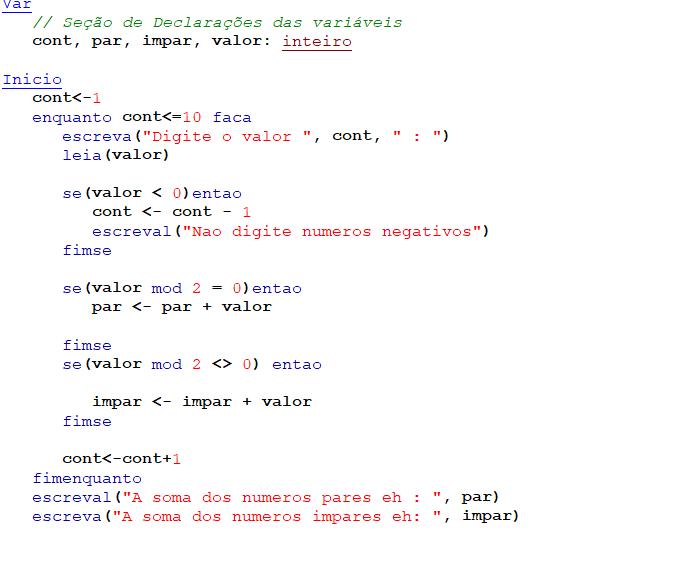 Var
// Seção de Declarações das variáveis
cont, par, impar, valor: inteiro
Inicio
cont<-1
enquanto cont<=10 faca
escreva("Digite o valor ", cont, " : ")
leia(valor)
se(valor < 0)entao
cont <- cont - 1
escreval("Nao digite numeros negativos")
fimse
se(valor mod 2 = 0)entao
par <- par + valor
fimse
se(valor mod 2 <> 0) entao
impar <- impar + valor
fimse
cont<-cont+1
fimenquanto
escreval("A soma dos numeros pares eh : ", par)
escreva("A soma dos numeros impares eh: ", impar)